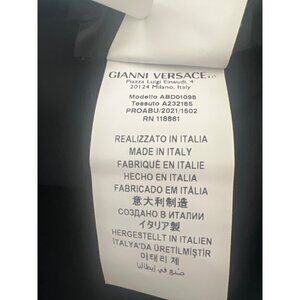 GIANNI VERSACE S.r.l.
Piazza Luigi Einaudi, 4
20124 Milano, Italy
Modello ABD01098
Tessuto A232185
PROABU/2021/1502
RN 118861
REALIZZATO IN ITALIA
MADE IN ITALY
FABRIQUÉ EN ITALIE
HECHO EN ITALIA
FABRICADO EM ITÁLIA
意大利制造
СОЗДАНО В ИТАЛИИ
イタリア製
HERGESTELLT IN ITALIEN
İTALYA'DA ÜRETİLMİŞTİR
이태리 제
صنع في إيطاليا